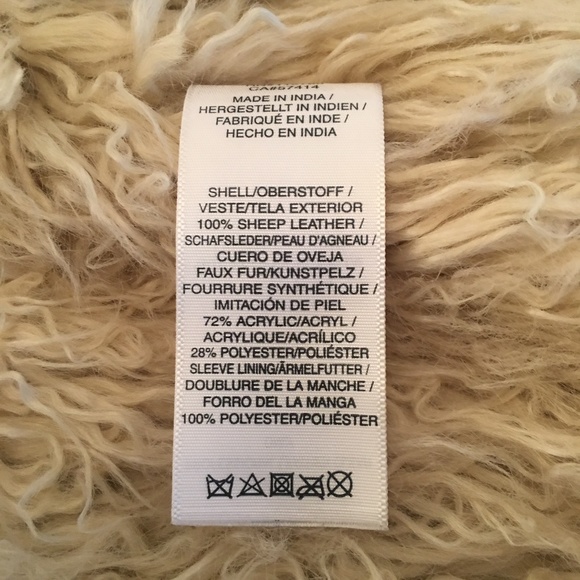 CA#57414
MADE IN INDIA /
HERGESTELLT IN INDIEN /
FABRIQUÉ EN INDE /
HECHO EN INDIA
SHELL/OBERSTOFF /
VESTE/TELA EXTERIOR
100% SHEEP LEATHER /
SCHAFSLEDER/PEAU D'AGNEAU /
CUERO DE OVEJA
FAUX FUR/KUNSTPELZ /
FOURRURE SYNTHÉTIQUE /
IMITACIÓN DE PIEL
72% ACRYLIC/ACRYL /
ACRYLIQUE/ACRÍLICO
28% POLYESTER/POLIÉSTER
SLEEVE LINING/ÄRMELFUTTER /
DOUBLURE DE LA MANCHE /
FORRO DEL LA MANGA
100% POLYESTER/POLIÉSTER